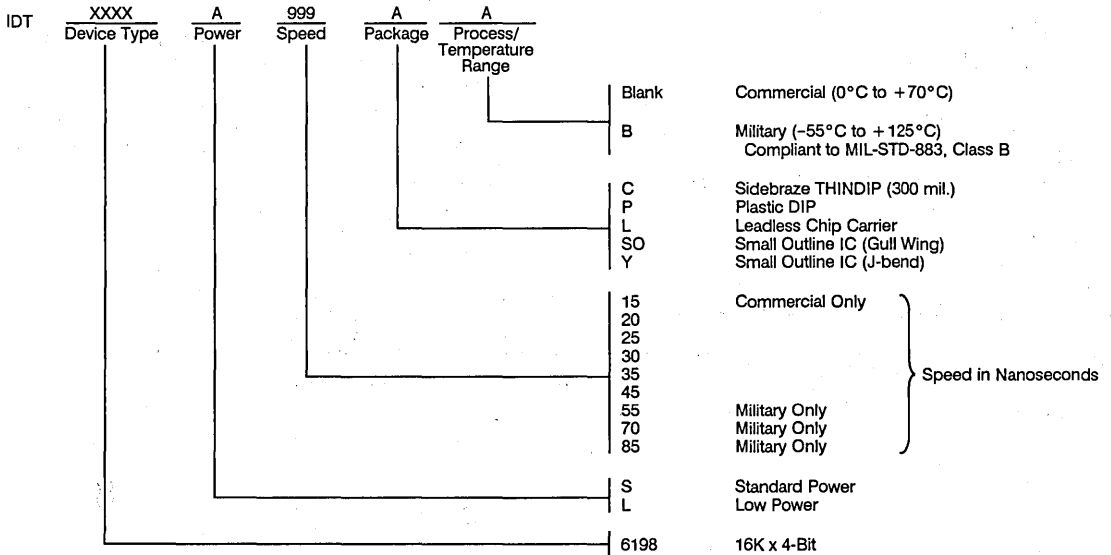 IDT XXXX A 999 A A
Device Type Power Speed Package Process/
Temperature
Range
Blank Commercial (0°C to +70°C)
B Military (–55°C to +125°C)
Compliant to MIL-STD-883, Class B
C Sidebraze THINDIP (300 mil.)
P Plastic DIP
L Leadless Chip Carrier
SO Small Outline IC (Gull Wing)
Y Small Outline IC (J-bend)
15 Commercial Only
20
25
30
35 Speed in Nanoseconds
45
55 Military Only
70 Military Only
85 Military Only
S Standard Power
L Low Power
6198 16K x 4-Bit